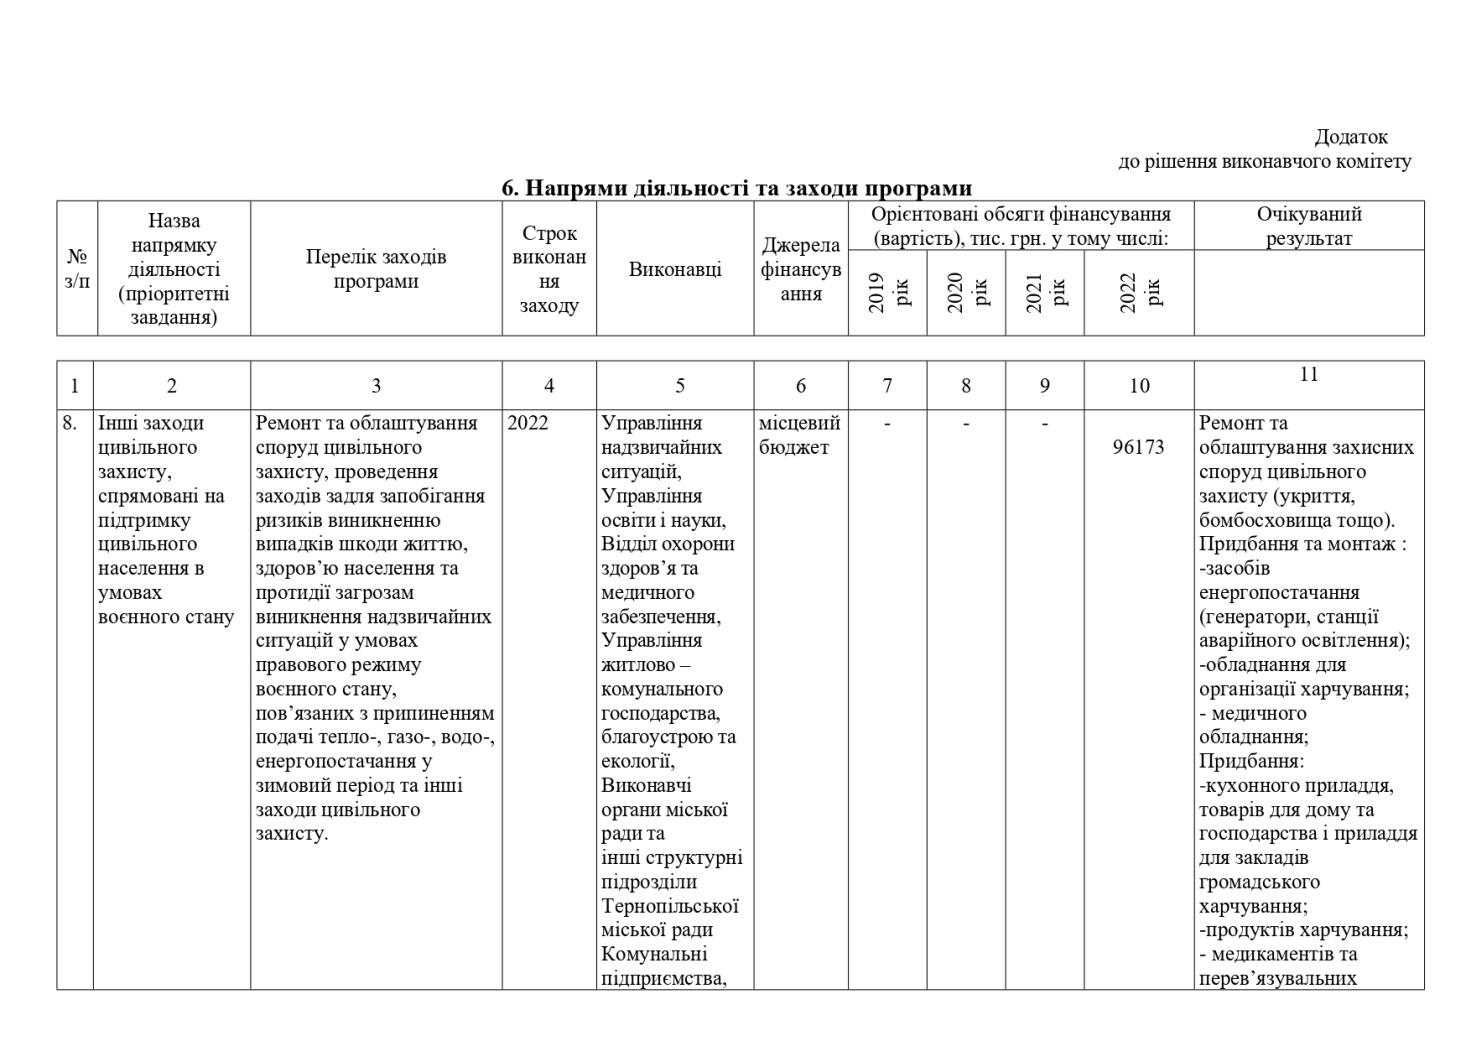 Додаток
до рішення виконавчого комітету
6. Напрями діяльності та заходи програми
№
з/п
Назва
напрямку
діяльності
(пріоритетні
завдання)
Перелік заходів
програми
Строк
виконан
ня
заходу
Виконавці
Джерела
фінансув
ання
Орієнтовані обсяги фінансування
(вартість), тис. грн. у тому числі:
2019
рік
2020
рік
2021
рік
2022
рік
Очікуваний
результат
1
2
3
4
5
6
7
8
9
10
11
8.
Інші заходи
цивільного
захисту,
спрямовані на
підтримку
цивільного
населення в
умовах
воєнного стану
Ремонт та облаштування
споруд цивільного
захисту, проведення
заходів задля запобігання
ризиків виникненню
випадків шкоди життю,
здоров’ю населення та
протидії загрозам
виникнення надзвичайних
ситуацій у умовах
правового режиму
воєнного стану,
пов’язаних з припиненням
подачі тепло-, газо-, водо-,
енергопостачання у
зимовий період та інші
заходи цивільного
захисту.
2022
Управління
надзвичайних
ситуацій,
Управління
освіти і науки,
Відділ охорони
здоров’я та
медичного
забезпечення,
Управління
житлово –
комунального
господарства,
благоустрою та
екології,
Виконавчі
органи міської
ради та
інші структурні
підрозділи
Тернопільської
міської ради
Комунальні
підприємства,
місцевий
бюджет
-
-
-
96173
Ремонт та
облаштування захисних
споруд цивільного
захисту (укриття,
бомбосховища тощо).
Придбання та монтаж :
-засобів
енергопостачання
(генератори, станції
аварійного освітлення);
-обладнання для
організації харчування;
- медичного
обладнання;
Придбання:
-кухонного приладдя,
товарів для дому та
господарства і приладдя
для закладів
громадського
харчування;
-продуктів харчування;
- медикаментів та
перев’язувальних